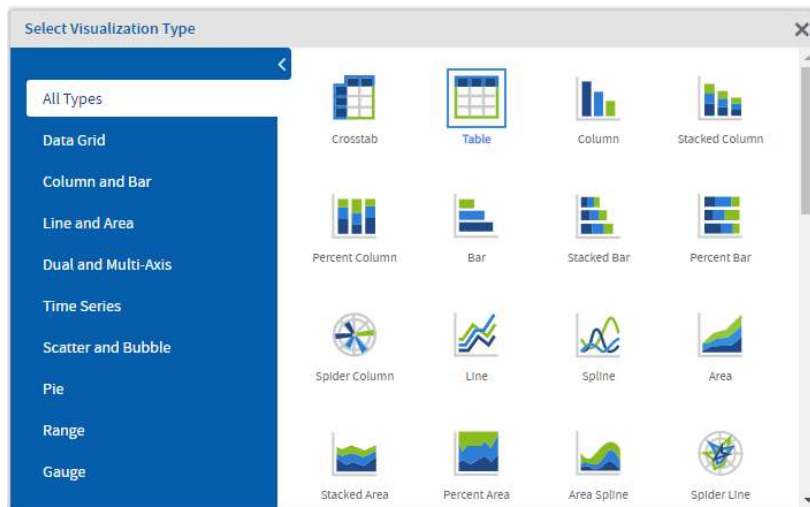 Select Visualization Type
All Types
Data Grid
Column and Bar
Line and Area
Dual and Multi-Axis
Time Series
Scatter and Bubble
Pie
Range
Gauge
Crosstab
Table
Column
Stacked Column
Percent Column
Bar
Stacked Bar
Percent Bar
Spider Column
Line
Spline
Area
Stacked Area
Percent Area
Area Spline
Spider Line